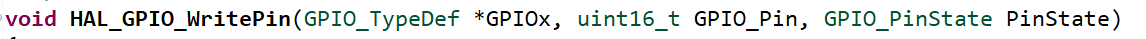 void HAL_GPIO_WritePin(GPIO_TypeDef *GPIOx, uint16_t GPIO_Pin, GPIO_PinState PinState)